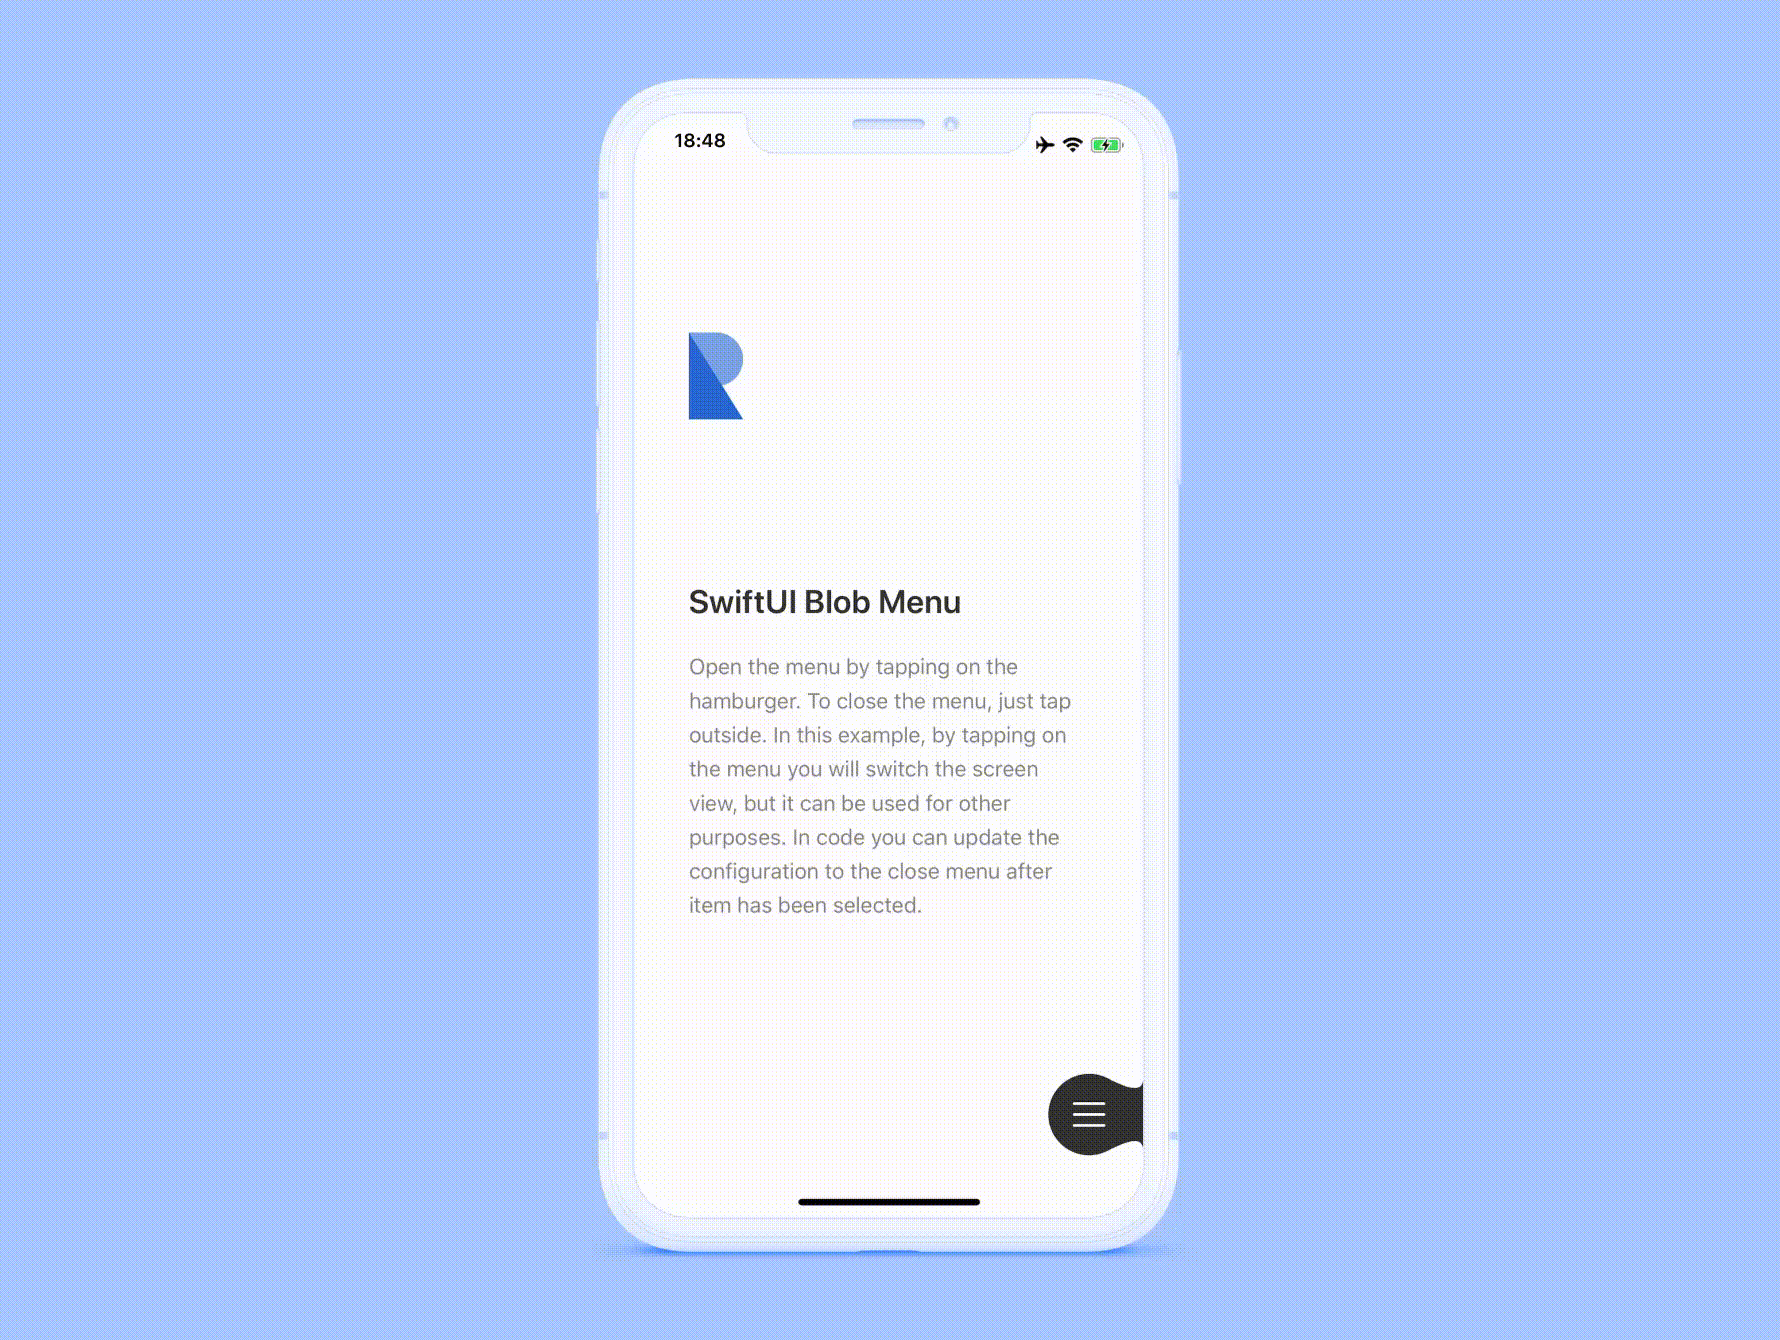 18:48
SwiftUI Blob Menu
Open the menu by tapping on the
hamburger. To close the menu, just tap
outside. In this example, by tapping on
the menu you will switch the screen
view, but it can be used for other
purposes. In code you can update the
configuration to the close menu after
item has been selected.